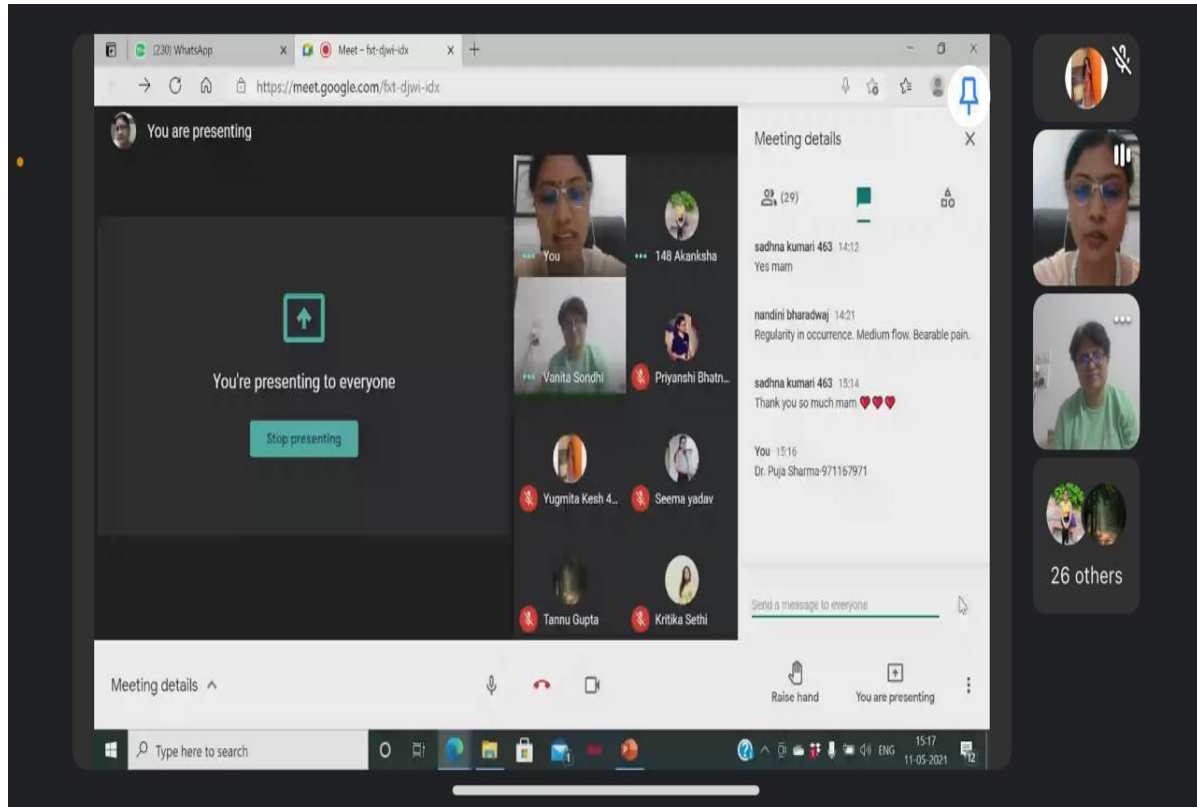 (230) WhatsApp
Meet - fxt-djwi-idx
https://meet.google.com/fxt-djwi-idx
You are presenting
You're presenting to everyone
Stop presenting
You
148 Akanksha
Vanita Sondhi
Priyanshi Bhatn...
Yugmita Kesh 4...
Seema yadav
Tannu Gupta
Kritika Sethi
Meeting details
(29)
sadhna kumari 463 14:12
Yes mam
nandini bharadwaj 14:21
Regularity in occurrence. Medium flow. Bearable pain.
sadhna kumari 463 15:14
Thank you so much mam ❤❤❤
You 15:16
Dr. Puja Sharma-971167971
Send a message to everyone
26 others
Meeting details
Raise hand
You are presenting
Type here to search
ENG
15:17
11-05-2021
12